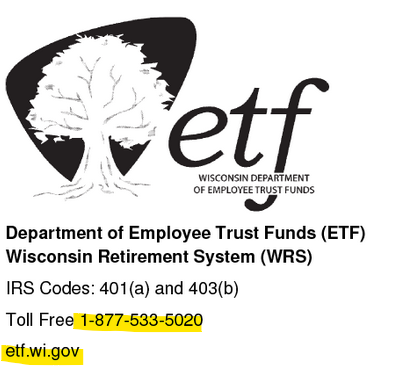 etf
WISCONSIN DEPARTMENT
OF EMPLOYEE TRUST FUNDS
Department of Employee Trust Funds (ETF)
Wisconsin Retirement System (WRS)
IRS Codes: 401(a) and 403(b)
Toll Free 1-877-533-5020
etf.wi.gov